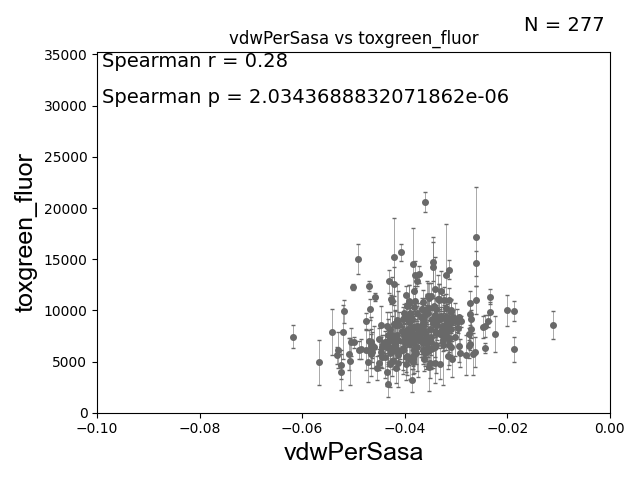 N = 277
vdwPerSasa vs toxgreen_fluor
Spearman r = 0.28
Spearman p = 2.0343688832071862e-06
toxgreen_fluor
35000
30000
25000
20000
15000
10000
5000
0
−0.10 −0.08 −0.06 −0.04 −0.02 0.00
vdwPerSasa